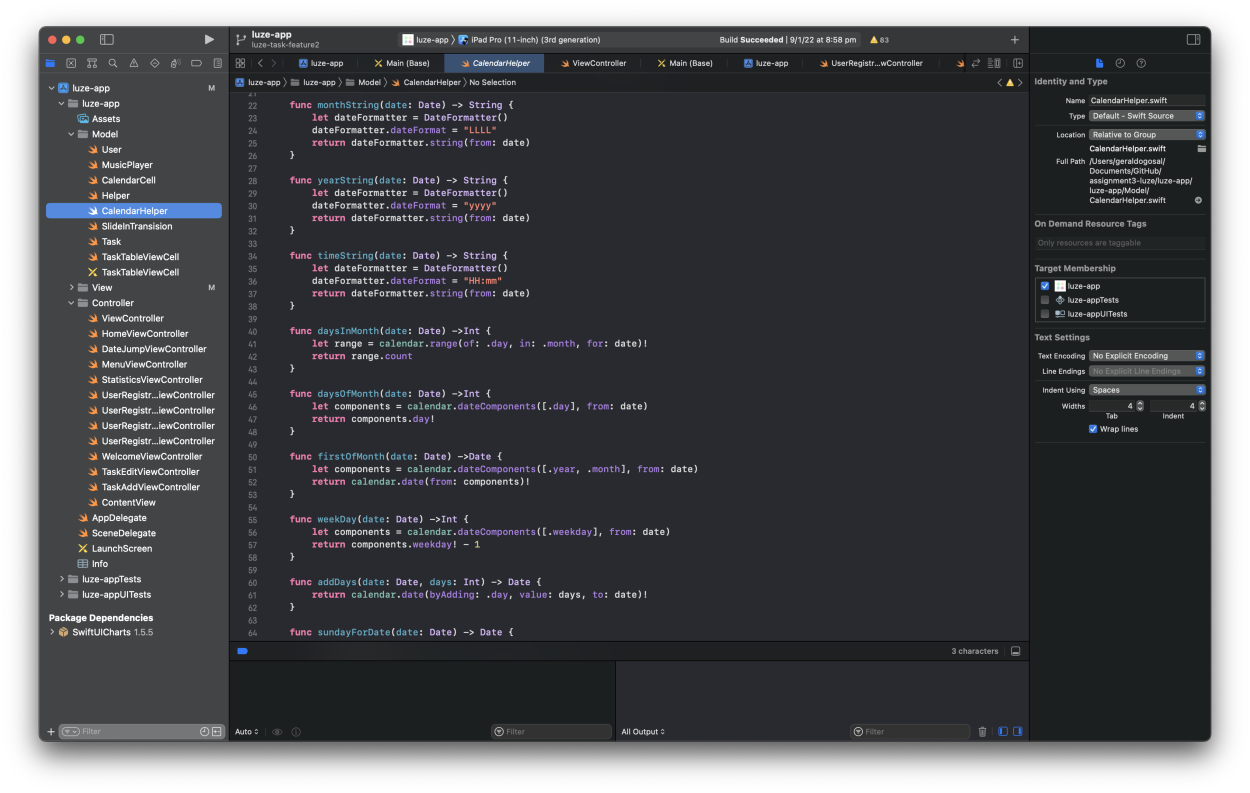 luze-app
luze-task-feature2
luze-app
iPad Pro (11-inch) (3rd generation)
Build Succeeded | 9/1/22 at 8:58 pm
83
luze-app
Main (Base)
CalendarHelper
ViewController
Main (Base)
luze-app
UserRegistr...wController
luze-app
luze-app
Model
CalendarHelper
No Selection
luze-app
M
luze-app
Assets
Model
User
MusicPlayer
CalendarCell
Helper
CalendarHelper
SlideInTransision
Task
TaskTableViewCell
TaskTableViewCell
View
M
Controller
ViewController
HomeViewController
DateJumpViewController
MenuViewController
StatisticsViewController
UserRegistr...iewController
UserRegistr...iewController
UserRegistr...iewController
UserRegistr...iewController
WelcomeViewController
TaskEditViewController
TaskAddViewController
ContentView
AppDelegate
SceneDelegate
LaunchScreen
Info
luze-appTests
luze-appUITests
Package Dependencies
SwiftUICharts 1.5.5
Filter
21
22 func monthString(date: Date) -> String {
23 let dateFormatter = DateFormatter()
24 dateFormatter.dateFormat = "LLLL"
25 return dateFormatter.string(from: date)
26 }
27
28 func yearString(date: Date) -> String {
29 let dateFormatter = DateFormatter()
30 dateFormatter.dateFormat = "yyyy"
31 return dateFormatter.string(from: date)
32 }
33
34 func timeString(date: Date) -> String {
35 let dateFormatter = DateFormatter()
36 dateFormatter.dateFormat = "HH:mm"
37 return dateFormatter.string(from: date)
38 }
39
40 func daysInMonth(date: Date) ->Int {
41 let range = calendar.range(of: .day, in: .month, for: date)!
42 return range.count
43 }
44
45 func daysOfMonth(date: Date) ->Int {
46 let components = calendar.dateComponents([.day], from: date)
47 return components.day!
48 }
49
50 func firstOfMonth(date: Date) ->Date {
51 let components = calendar.dateComponents([.year, .month], from: date)
52 return calendar.date(from: components)!
53 }
54
55 func weekDay(date: Date) ->Int {
56 let components = calendar.dateComponents([.weekday], from: date)
57 return components.weekday! - 1
58 }
59
60 func addDays(date: Date, days: Int) -> Date {
61 return calendar.date(byAdding: .day, value: days, to: date)!
62 }
63
64 func sundayForDate(date: Date) -> Date {
3 characters
Auto
Filter
All Output
Filter
Identity and Type
Name CalendarHelper.swift
Type Default - Swift Source
Location Relative to Group
CalendarHelper.swift
Full Path /Users/geraldogosal/
Documents/GitHub/
assignment3-luze/luze-app/
luze-app/Model/
CalendarHelper.swift
On Demand Resource Tags
Only resources are taggable
Target Membership
luze-app
luze-appTests
luze-appUITests
Text Settings
Text Encoding No Explicit Encoding
Line Endings No Explicit Line Endings
Indent Using Spaces
Widths 4 4
Tab Indent
Wrap lines